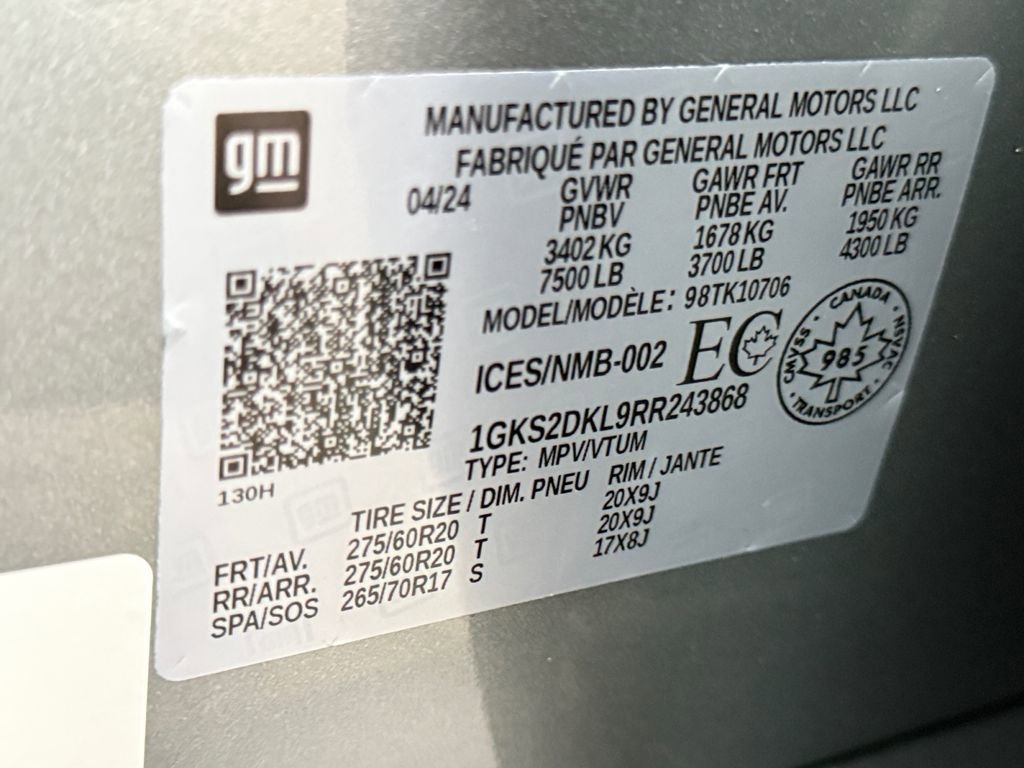 gm
MANUFACTURED BY GENERAL MOTORS LLC
FABRIQUÉ PAR GENERAL MOTORS LLC
04/24 GVWR GAWR FRT GAWR RR
PNBV PNBE AV. PNBE ARR.
3402 KG 1678 KG 1950 KG
7500 LB 3700 LB 4300 LB
MODEL/MODÈLE: 98TK10706
ICES/NMB-002 EC
CANADA
CMVSS 985 NSVAC
TRANSPORT
1GKS2DKL9RR243868
TYPE: MPV/VTUM
130H
TIRE SIZE / DIM. PNEU RIM / JANTE
FRT/AV. 275/60R20 T 20X9J
RR/ARR. 275/60R20 T 20X9J
SPA/SOS 265/70R17 S 17X8J